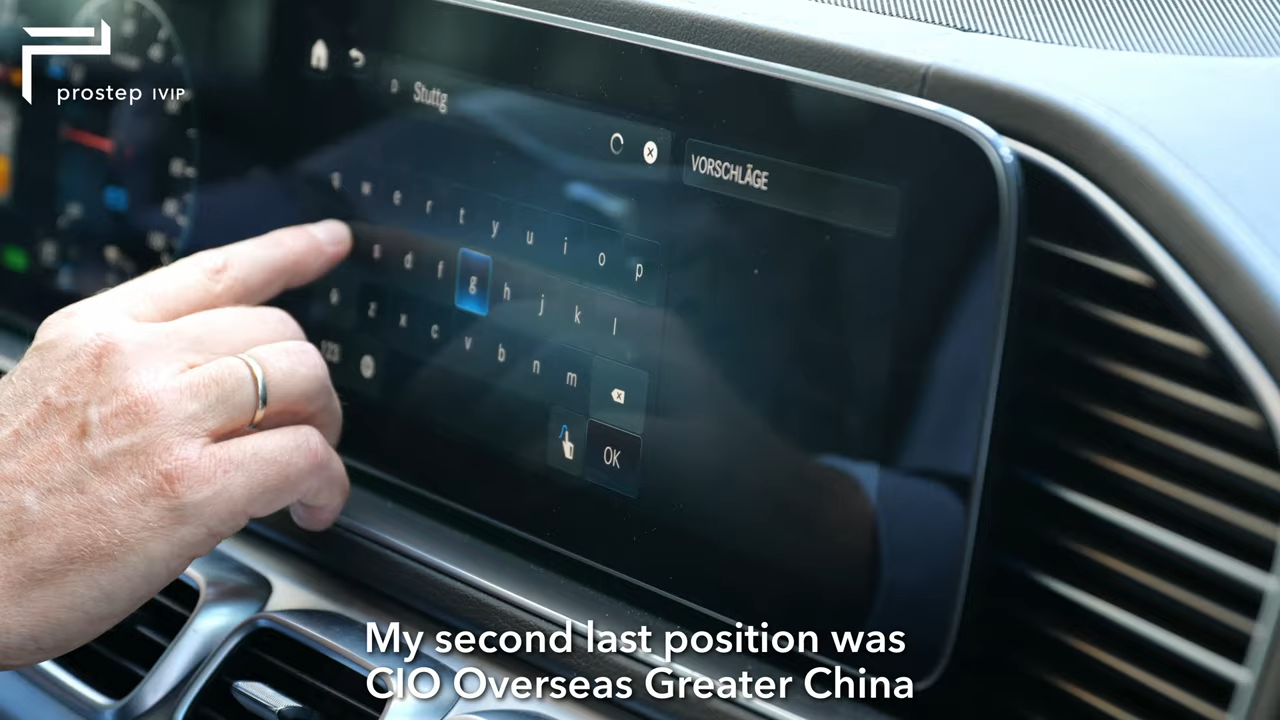 prostep IVIP
D Stuttg
VORSCHLÄGE
q w e r t y u i o p
s d f g h j k l
z x c v b n m
123
OK
My second last position was
CIO Overseas Greater China